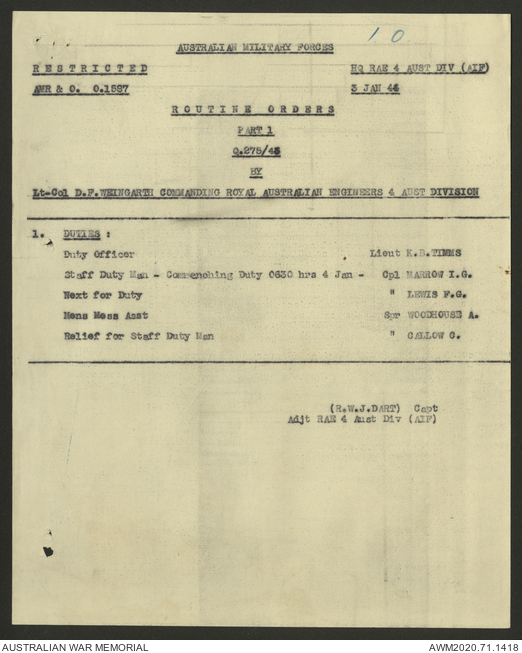 10.
AUSTRALIAN MILITARY FORCES
RESTRICTED HQ RAE 4 AUST DIV (AIF)
AWR & O. O.1587 3 JAN 45
ROUTINE ORDERS
PART 1
Q.275/45
BY
Lt-Col D.F.WEINGARTH COMMANDING ROYAL AUSTRALIAN ENGINEERS 4 AUST DIVISION
1. DUTIES :
Duty Officer Lieut K.B.TIMMS
Staff Duty Man - Commenching Duty 0630 hrs 4 Jan - Cpl MARROW I.G.
Next for Duty " LEWIS F.G.
Mens Mess Asst Spr WOODHOUSE A.
Relief for Staff Duty Man " CALLOW C.
(R.W.J.DART) Capt
Adjt RAE 4 Aust Div (AIF)
AUSTRALIAN WAR MEMORIAL AWM2020.71.1418